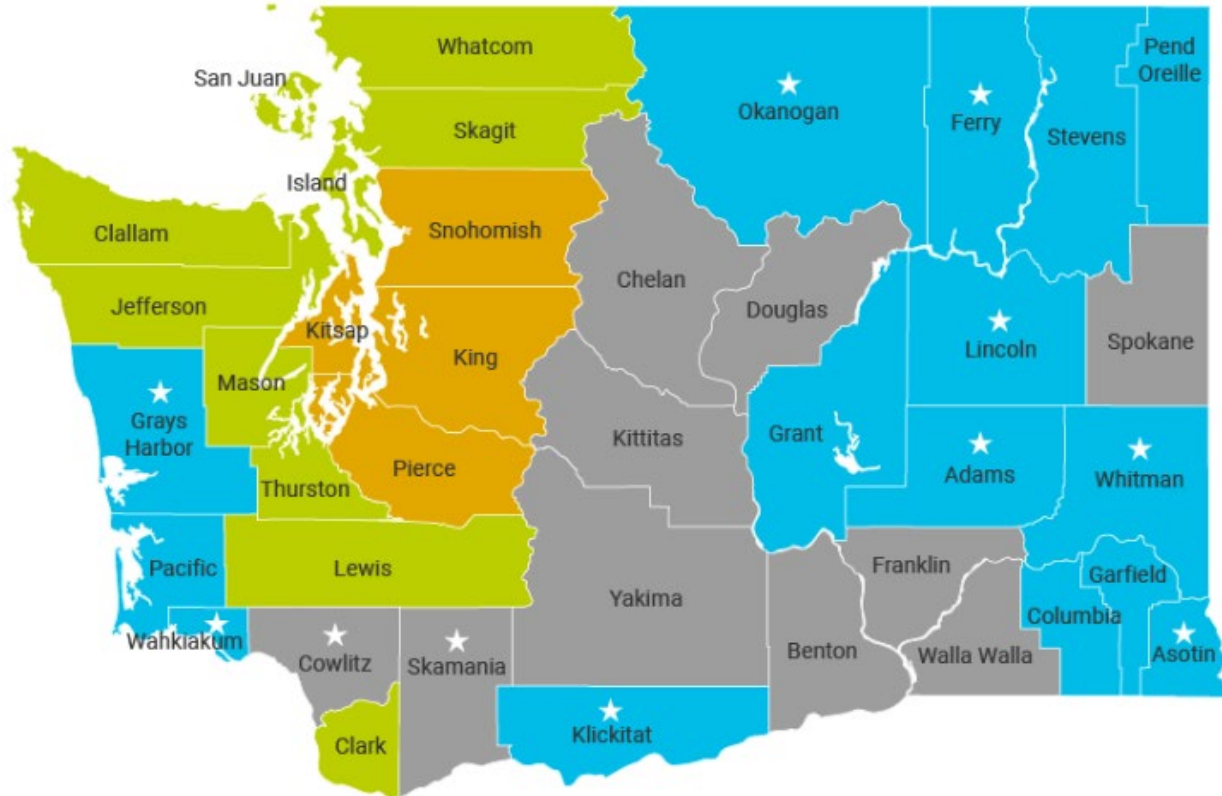 Whatcom
San Juan
Skagit
Island
Clallam
Snohomish
Jefferson
Kitsap
King
Mason
Grays
Harbor
Pierce
Thurston
Pacific
Lewis
Wahkiakum
Cowlitz
Skamania
Clark
Okanogan
Ferry
Stevens
Pend
Oreille
Chelan
Douglas
Lincoln
Spokane
Kittitas
Grant
Adams
Whitman
Yakima
Franklin
Garfield
Columbia
Benton
Walla Walla
Asotin
Klickitat